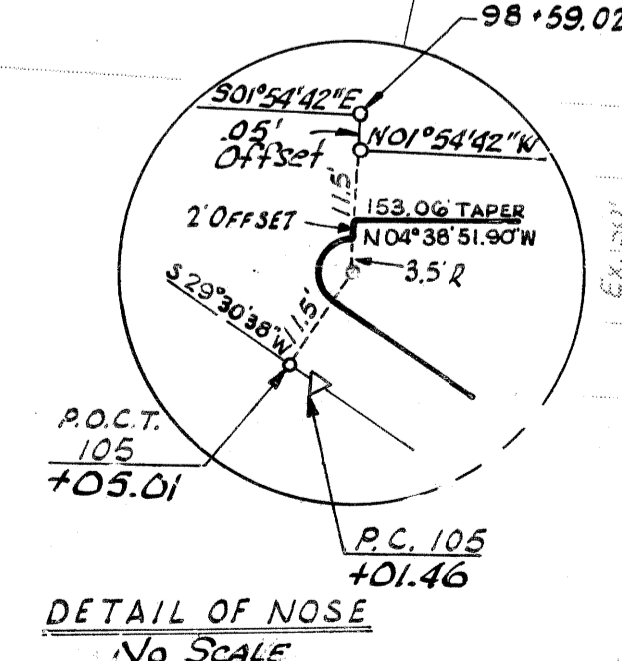 98+59.02
S01°54'42"E
.05'
Offset
N01°54'42"W
11.5'
2' OFFSET
153.06' TAPER
N04°38'51.90"W
3.5' R
S29°30'38"W
11.5'
P.O.C.T.
105
+05.01
P.C. 105
+01.46
DETAIL OF NOSE
No SCALE